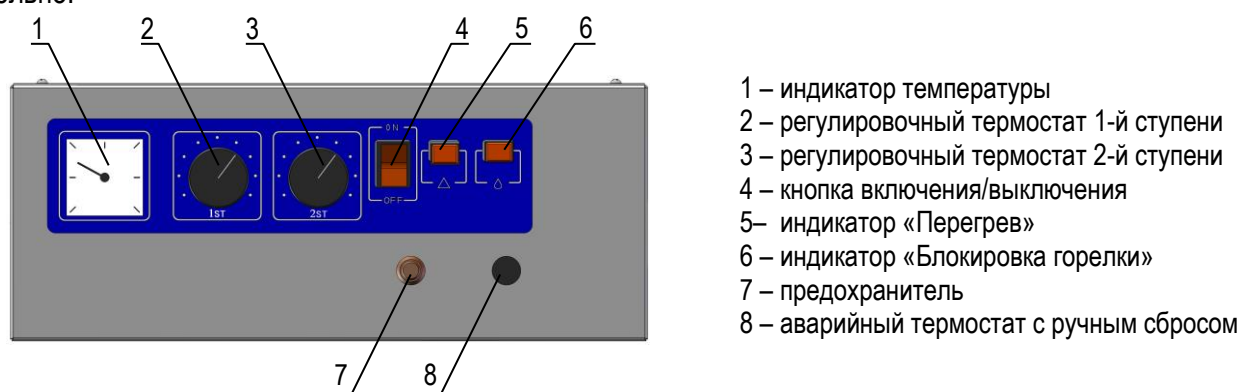 1 2 3 4 5 6
ON
OFF
1ST 2ST
7 8
1 – индикатор температуры
2 – регулировочный термостат 1-й ступени
3 – регулировочный термостат 2-й ступени
4 – кнопка включения/выключения
5– индикатор «Перегрев»
6 – индикатор «Блокировка горелки»
7 – предохранитель
8 – аварийный термостат с ручным сбросом